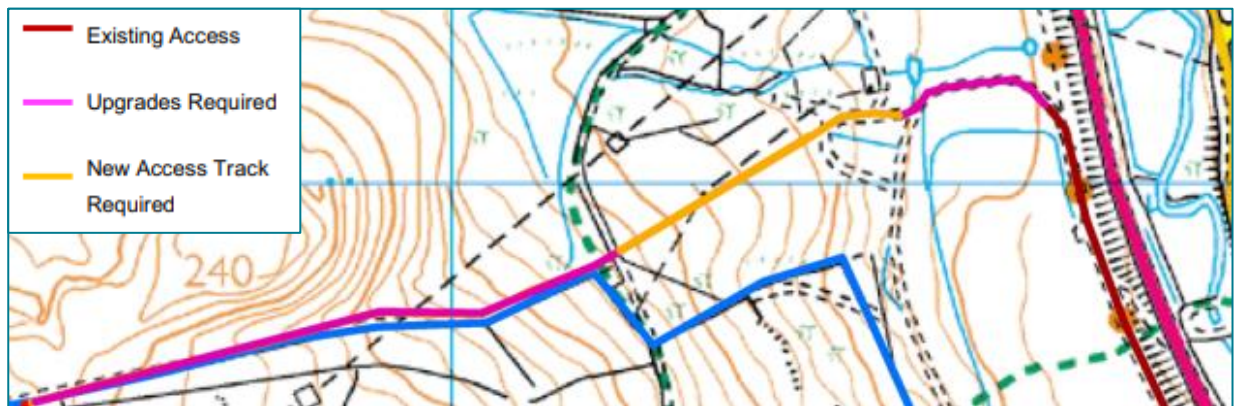 Existing Access
Upgrades Required
New Access Track
Required
240